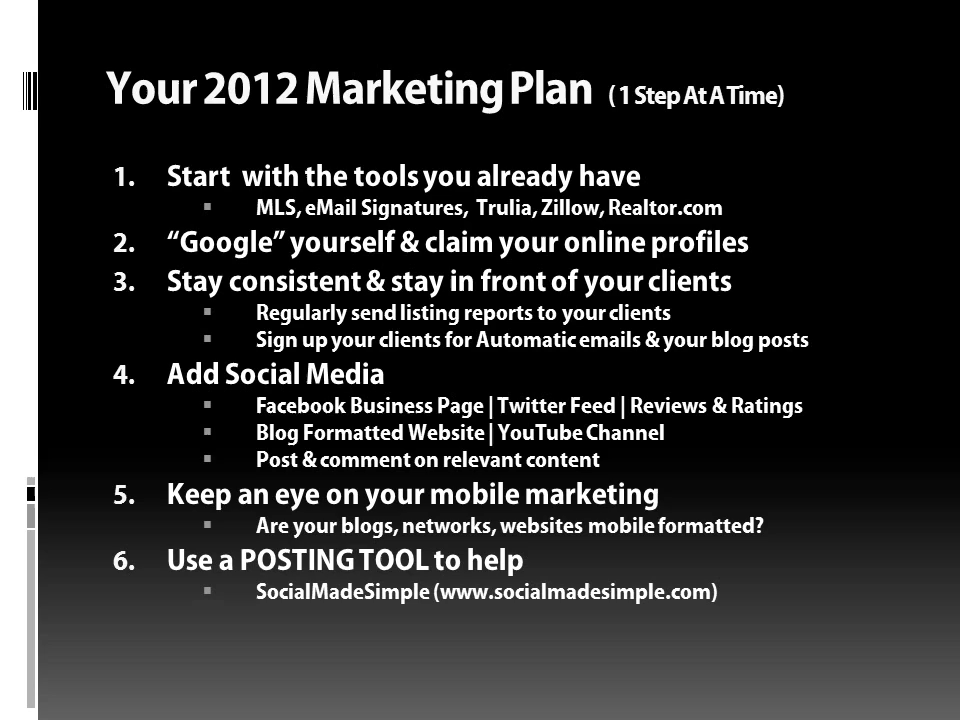 Your 2012 Marketing Plan (1 Step At A Time)
1. Start with the tools you already have
▪ MLS, eMail Signatures, Trulia, Zillow, Realtor.com
2. “Google” yourself & claim your online profiles
3. Stay consistent & stay in front of your clients
▪ Regularly send listing reports to your clients
▪ Sign up your clients for Automatic emails & your blog posts
4. Add Social Media
▪ Facebook Business Page | Twitter Feed | Reviews & Ratings
▪ Blog Formatted Website | YouTube Channel
▪ Post & comment on relevant content
5. Keep an eye on your mobile marketing
▪ Are your blogs, networks, websites mobile formatted?
6. Use a POSTING TOOL to help
▪ SocialMadeSimple (www.socialmadesimple.com)